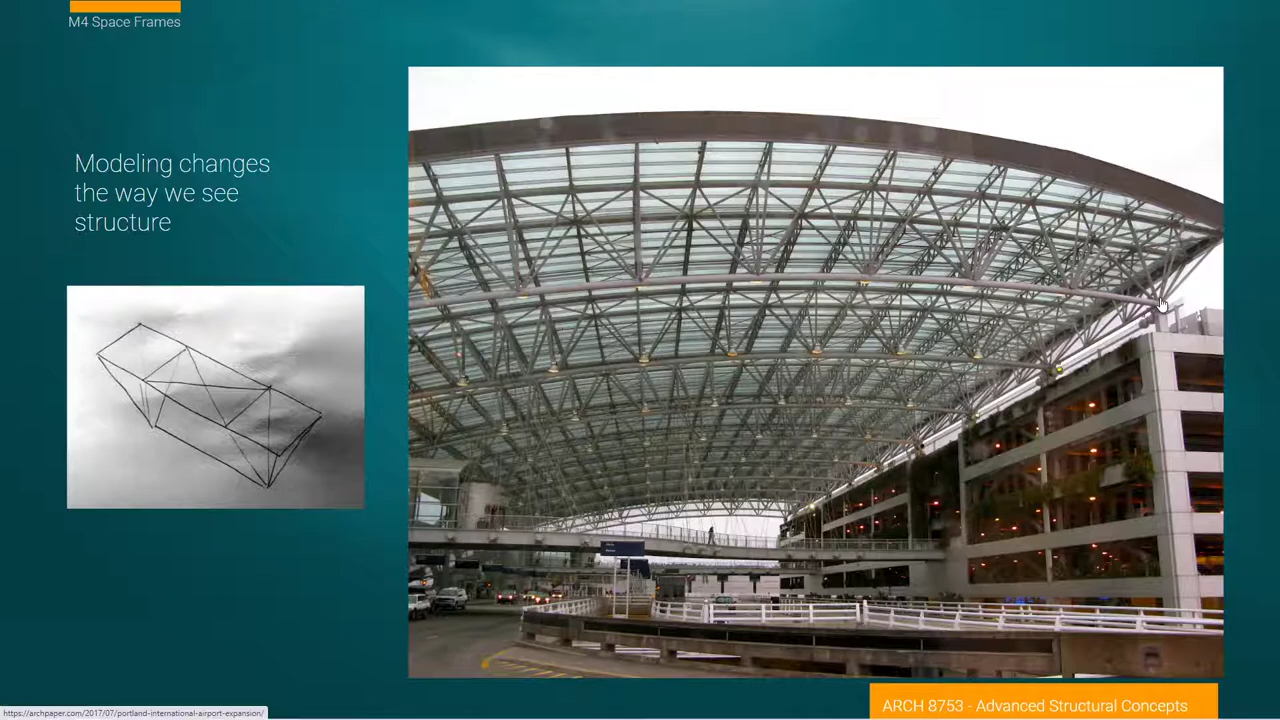 M4 Space Frames
Modeling changes
the way we see
structure
ARCH 8753 - Advanced Structural Concepts
https://archpaper.com/2017/07/portland-international-airport-expansion/